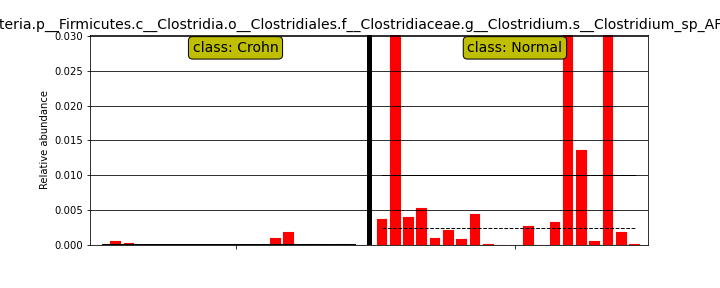 teria.p__Firmicutes.c__Clostridia.o__Clostridiales.f__Clostridiaceae.g__Clostridium.s__Clostridium_sp_AF
class: Crohn
class: Normal
Relative abundance
0.030
0.025
0.020
0.015
0.010
0.005
0.000